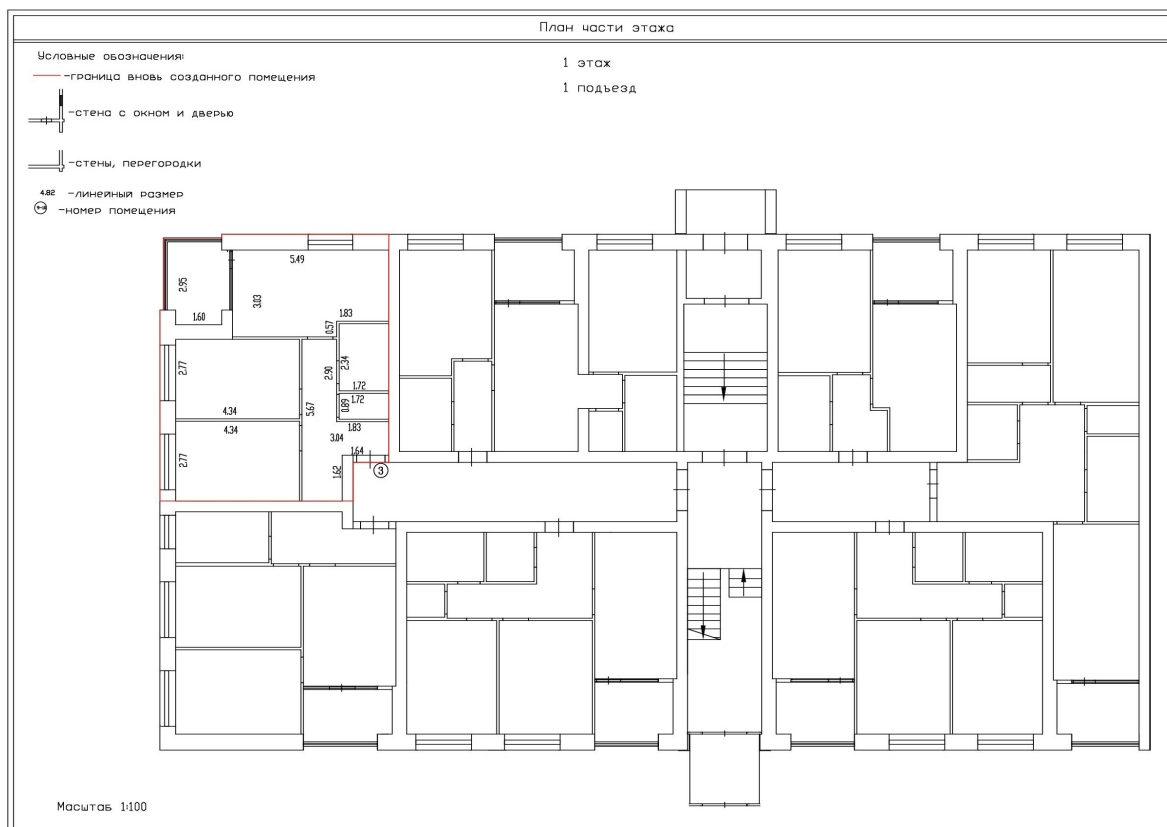 План части этажа
Условные обозначения:
-граница вновь созданного помещения
-стена с окном и дверью
-стены, перегородки
4.82 -линейный размер
-номер помещения
1 этаж
1 подъезд
5.49
2.95
3.03
1.60
1.83
0.57
2.34
2.77
2.90
1.72
4.34
5.67
0.89
1.72
4.34
1.83
3.04
1.64
2.77
1.62
3
Масштаб 1:100